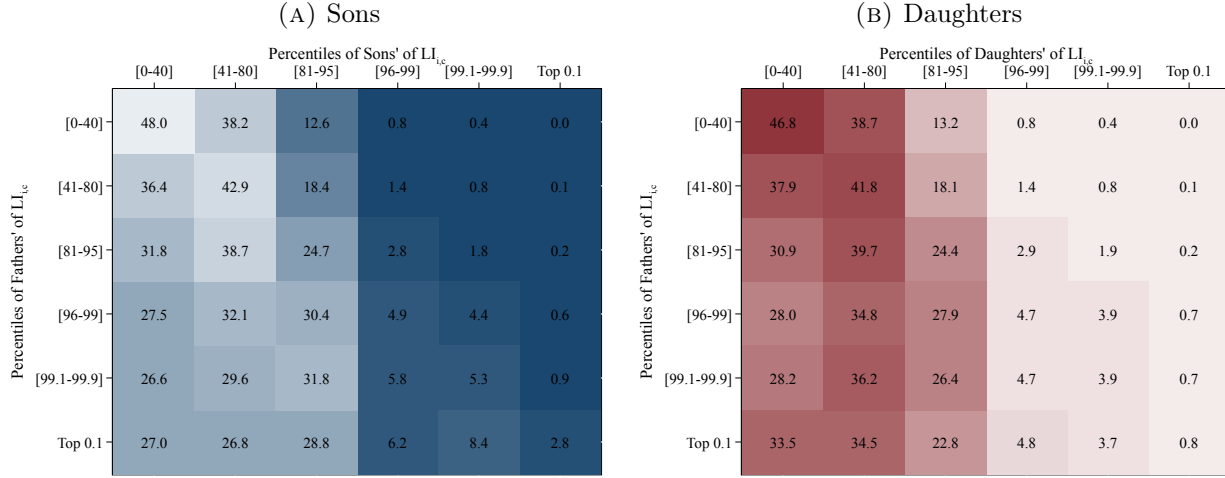 (A) Sons
Percentiles of Sons' of LI_{i,c}
[0-40] [41-80] [81-95] [96-99] [99.1-99.9] Top 0.1
Percentiles of Fathers' of LI_{i,c}
[0-40] 48.0 38.2 12.6 0.8 0.4 0.0
[41-80] 36.4 42.9 18.4 1.4 0.8 0.1
[81-95] 31.8 38.7 24.7 2.8 1.8 0.2
[96-99] 27.5 32.1 30.4 4.9 4.4 0.6
[99.1-99.9] 26.6 29.6 31.8 5.8 5.3 0.9
Top 0.1 27.0 26.8 28.8 6.2 8.4 2.8
(B) Daughters
Percentiles of Daughters' of LI_{i,c}
[0-40] [41-80] [81-95] [96-99] [99.1-99.9] Top 0.1
Percentiles of Fathers' of LI_{i,c}
[0-40] 46.8 38.7 13.2 0.8 0.4 0.0
[41-80] 37.9 41.8 18.1 1.4 0.8 0.1
[81-95] 30.9 39.7 24.4 2.9 1.9 0.2
[96-99] 28.0 34.8 27.9 4.7 3.9 0.7
[99.1-99.9] 28.2 36.2 26.4 4.7 3.9 0.7
Top 0.1 33.5 34.5 22.8 4.8 3.7 0.8